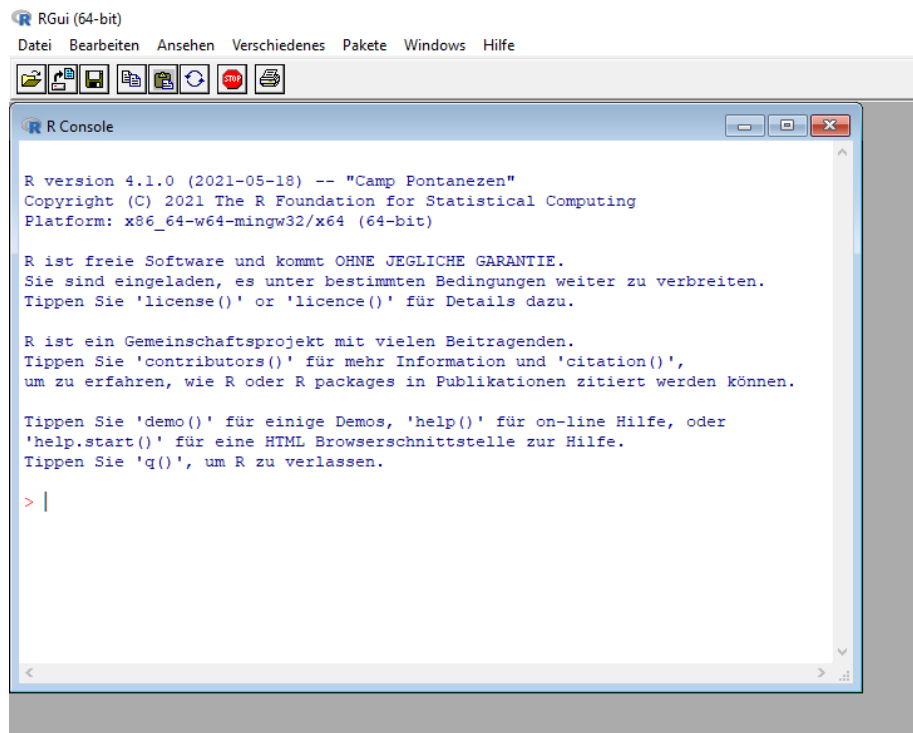 RGui (64-bit)
Datei Bearbeiten Ansehen Verschiedenes Pakete Windows Hilfe
STOP
R Console
R version 4.1.0 (2021-05-18) -- "Camp Pontanezen"
Copyright (C) 2021 The R Foundation for Statistical Computing
Platform: x86_64-w64-mingw32/x64 (64-bit)
R ist freie Software und kommt OHNE JEGLICHE GARANTIE.
Sie sind eingeladen, es unter bestimmten Bedingungen weiter zu verbreiten.
Tippen Sie 'license()' or 'licence()' für Details dazu.
R ist ein Gemeinschaftsprojekt mit vielen Beitragenden.
Tippen Sie 'contributors()' für mehr Information und 'citation()',
um zu erfahren, wie R oder R packages in Publikationen zitiert werden können.
Tippen Sie 'demo()' für einige Demos, 'help()' für on-line Hilfe, oder
'help.start()' für eine HTML Browserschnittstelle zur Hilfe.
Tippen Sie 'q()', um R zu verlassen.
>